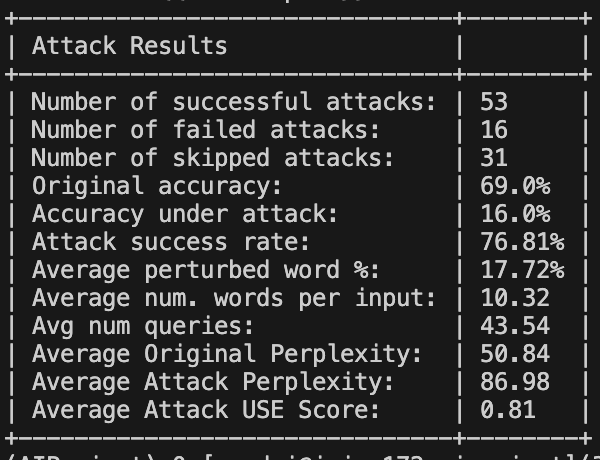 Attack Results
Number of successful attacks: 53
Number of failed attacks: 16
Number of skipped attacks: 31
Original accuracy: 69.0%
Accuracy under attack: 16.0%
Attack success rate: 76.81%
Average perturbed word %: 17.72%
Average num. words per input: 10.32
Avg num queries: 43.54
Average Original Perplexity: 50.84
Average Attack Perplexity: 86.98
Average Attack USE Score: 0.81